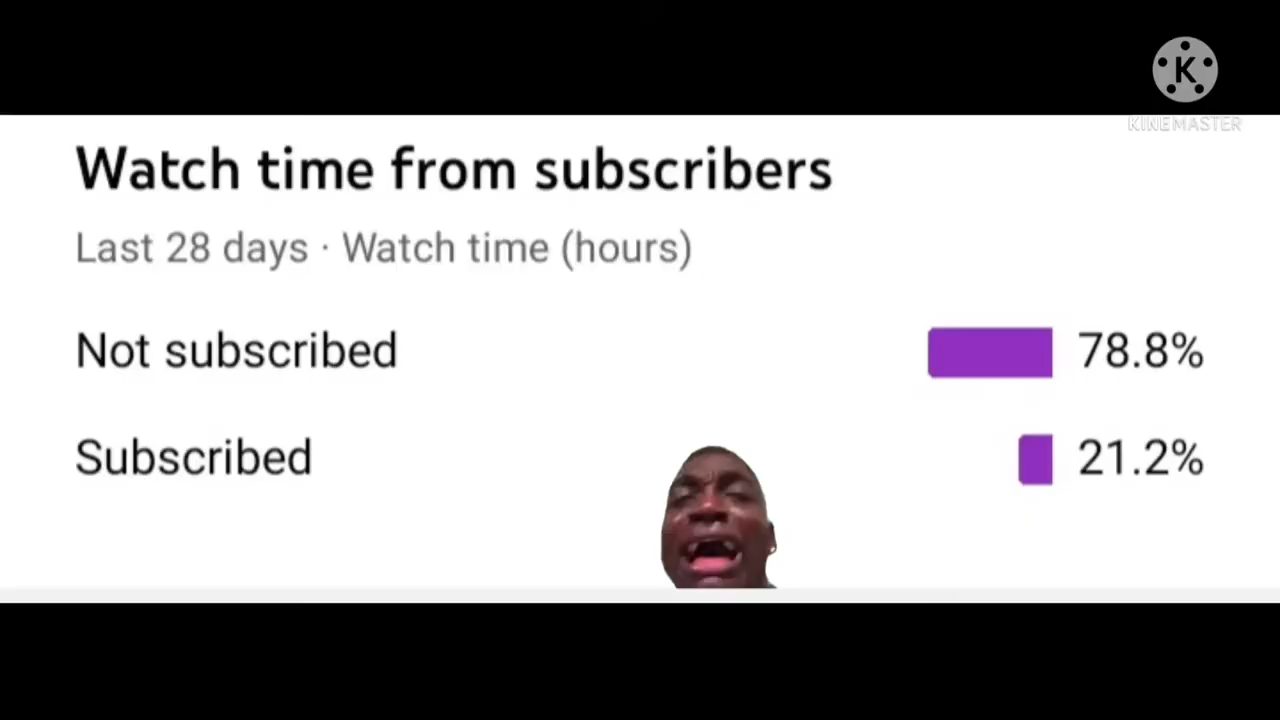 K
KINEMASTER
Watch time from subscribers
Last 28 days · Watch time (hours)
Not subscribed 78.8%
Subscribed 21.2%